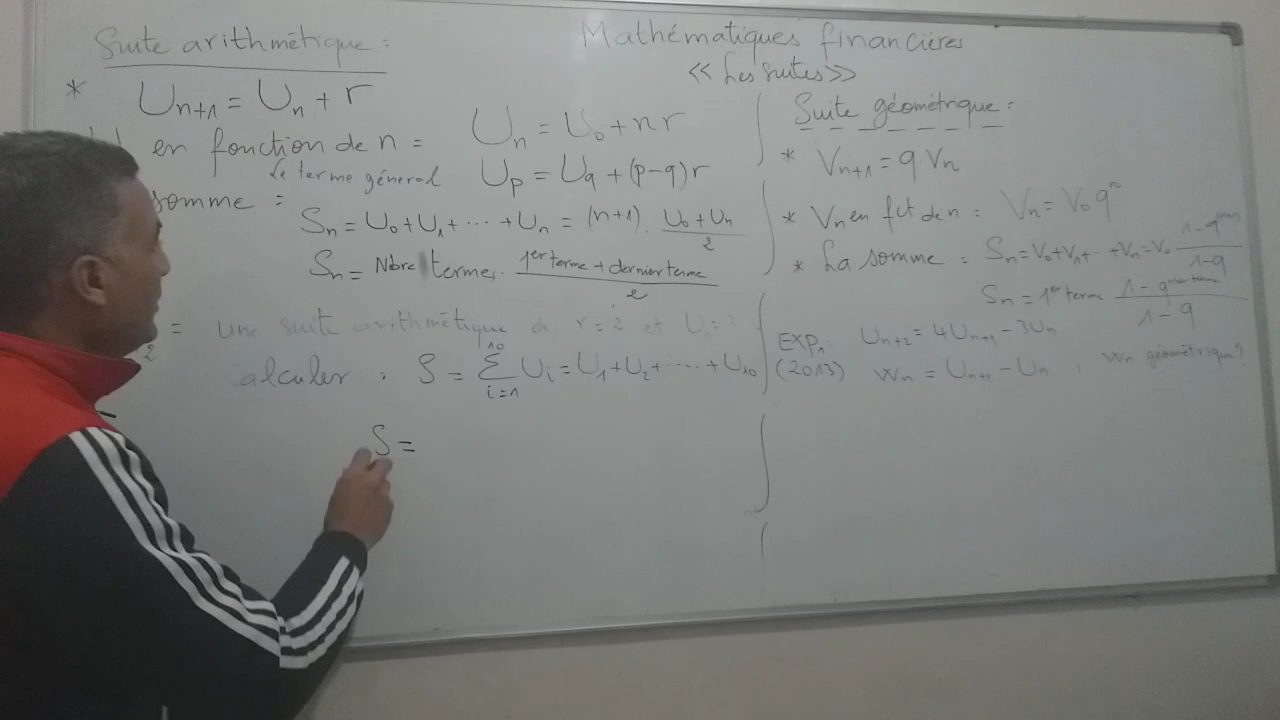 Mathématiques financières
<< Les suites >>
Suite arithmétique :
* Un+1 = Un + r
en fonction de n = Un = U0 + nr
Le terme général Up = Uq + (p-q)r
somme :
Sn = U0 + U1 + ... + Un = (n+1) . (U0 + Un)/2
Sn = Nbre termes . (1er terme + dernier terme)/2
= une suite arithmétique de r = 2 et
alculer : S = Σ(i=1→10) Ui = U1 + U2 + ..... + U10
S =
Suite géométrique :
* Vn+1 = q . Vn
* Vn en fct de n : Vn = V0 q^n
* La somme : Sn = V0 + V1 + .. + Vn = V0 (1 - q^(n+1))/(1 - q)
Sn = 1er terme (1 - q^nbre terme)/(1 - q)
EXP1 : Un+2 = 4Un+1 - 3Un
(2013) Wn = Un+1 - Un ; Wn géométrique ?